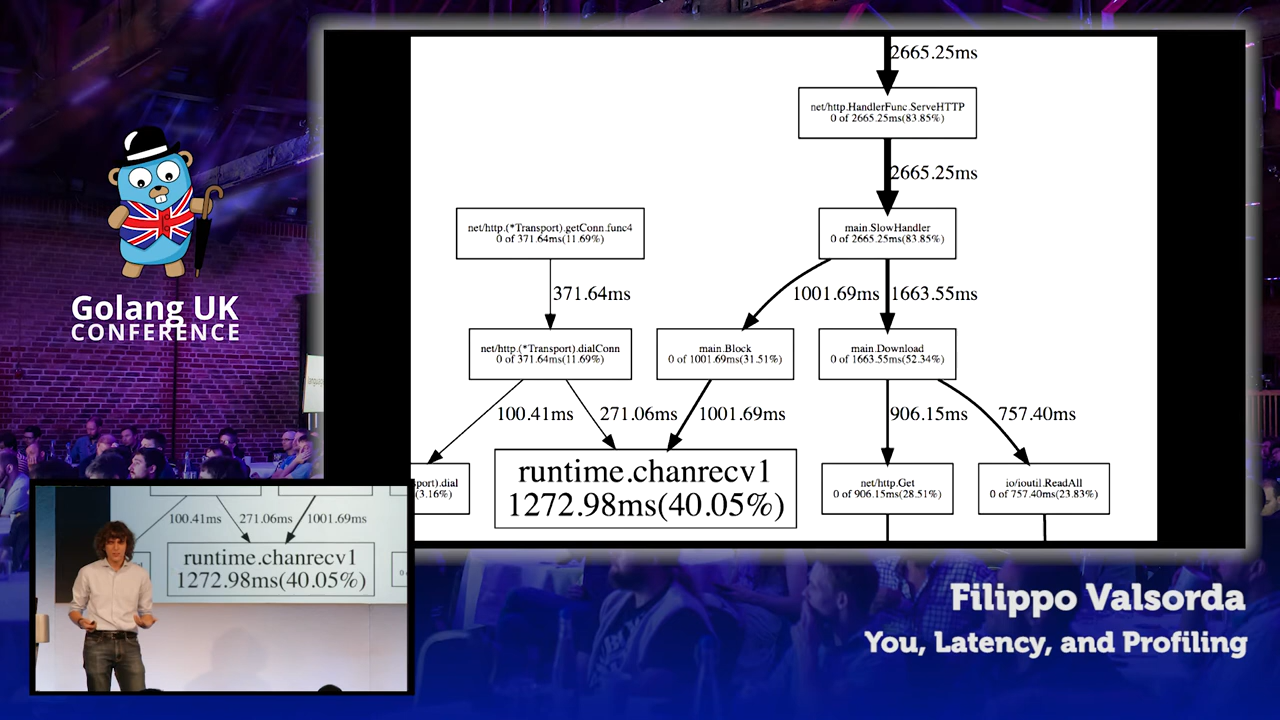 Golang UK
CONFERENCE
2665.25ms
net/http.HandlerFunc.ServeHTTP
0 of 2665.25ms(83.85%)
2665.25ms
net/http.(*Transport).getConn.func4
0 of 371.64ms(11.69%)
main.SlowHandler
0 of 2665.25ms(83.85%)
371.64ms
1001.69ms
1663.55ms
net/http.(*Transport).dialConn
0 of 371.64ms(11.69%)
main.Block
0 of 1001.69ms(31.51%)
main.Download
0 of 1663.55ms(52.34%)
100.41ms
271.06ms
1001.69ms
906.15ms
757.40ms
sport).dial
(3.16%)
runtime.chanrecv1
1272.98ms(40.05%)
net/http.Get
0 of 906.15ms(28.51%)
io/ioutil.ReadAll
0 of 757.40ms(23.83%)
100.41ms
271.06ms
1001.69ms
runtime.chanrecv1
1272.98ms(40.05%)
Filippo Valsorda
You, Latency, and Profiling